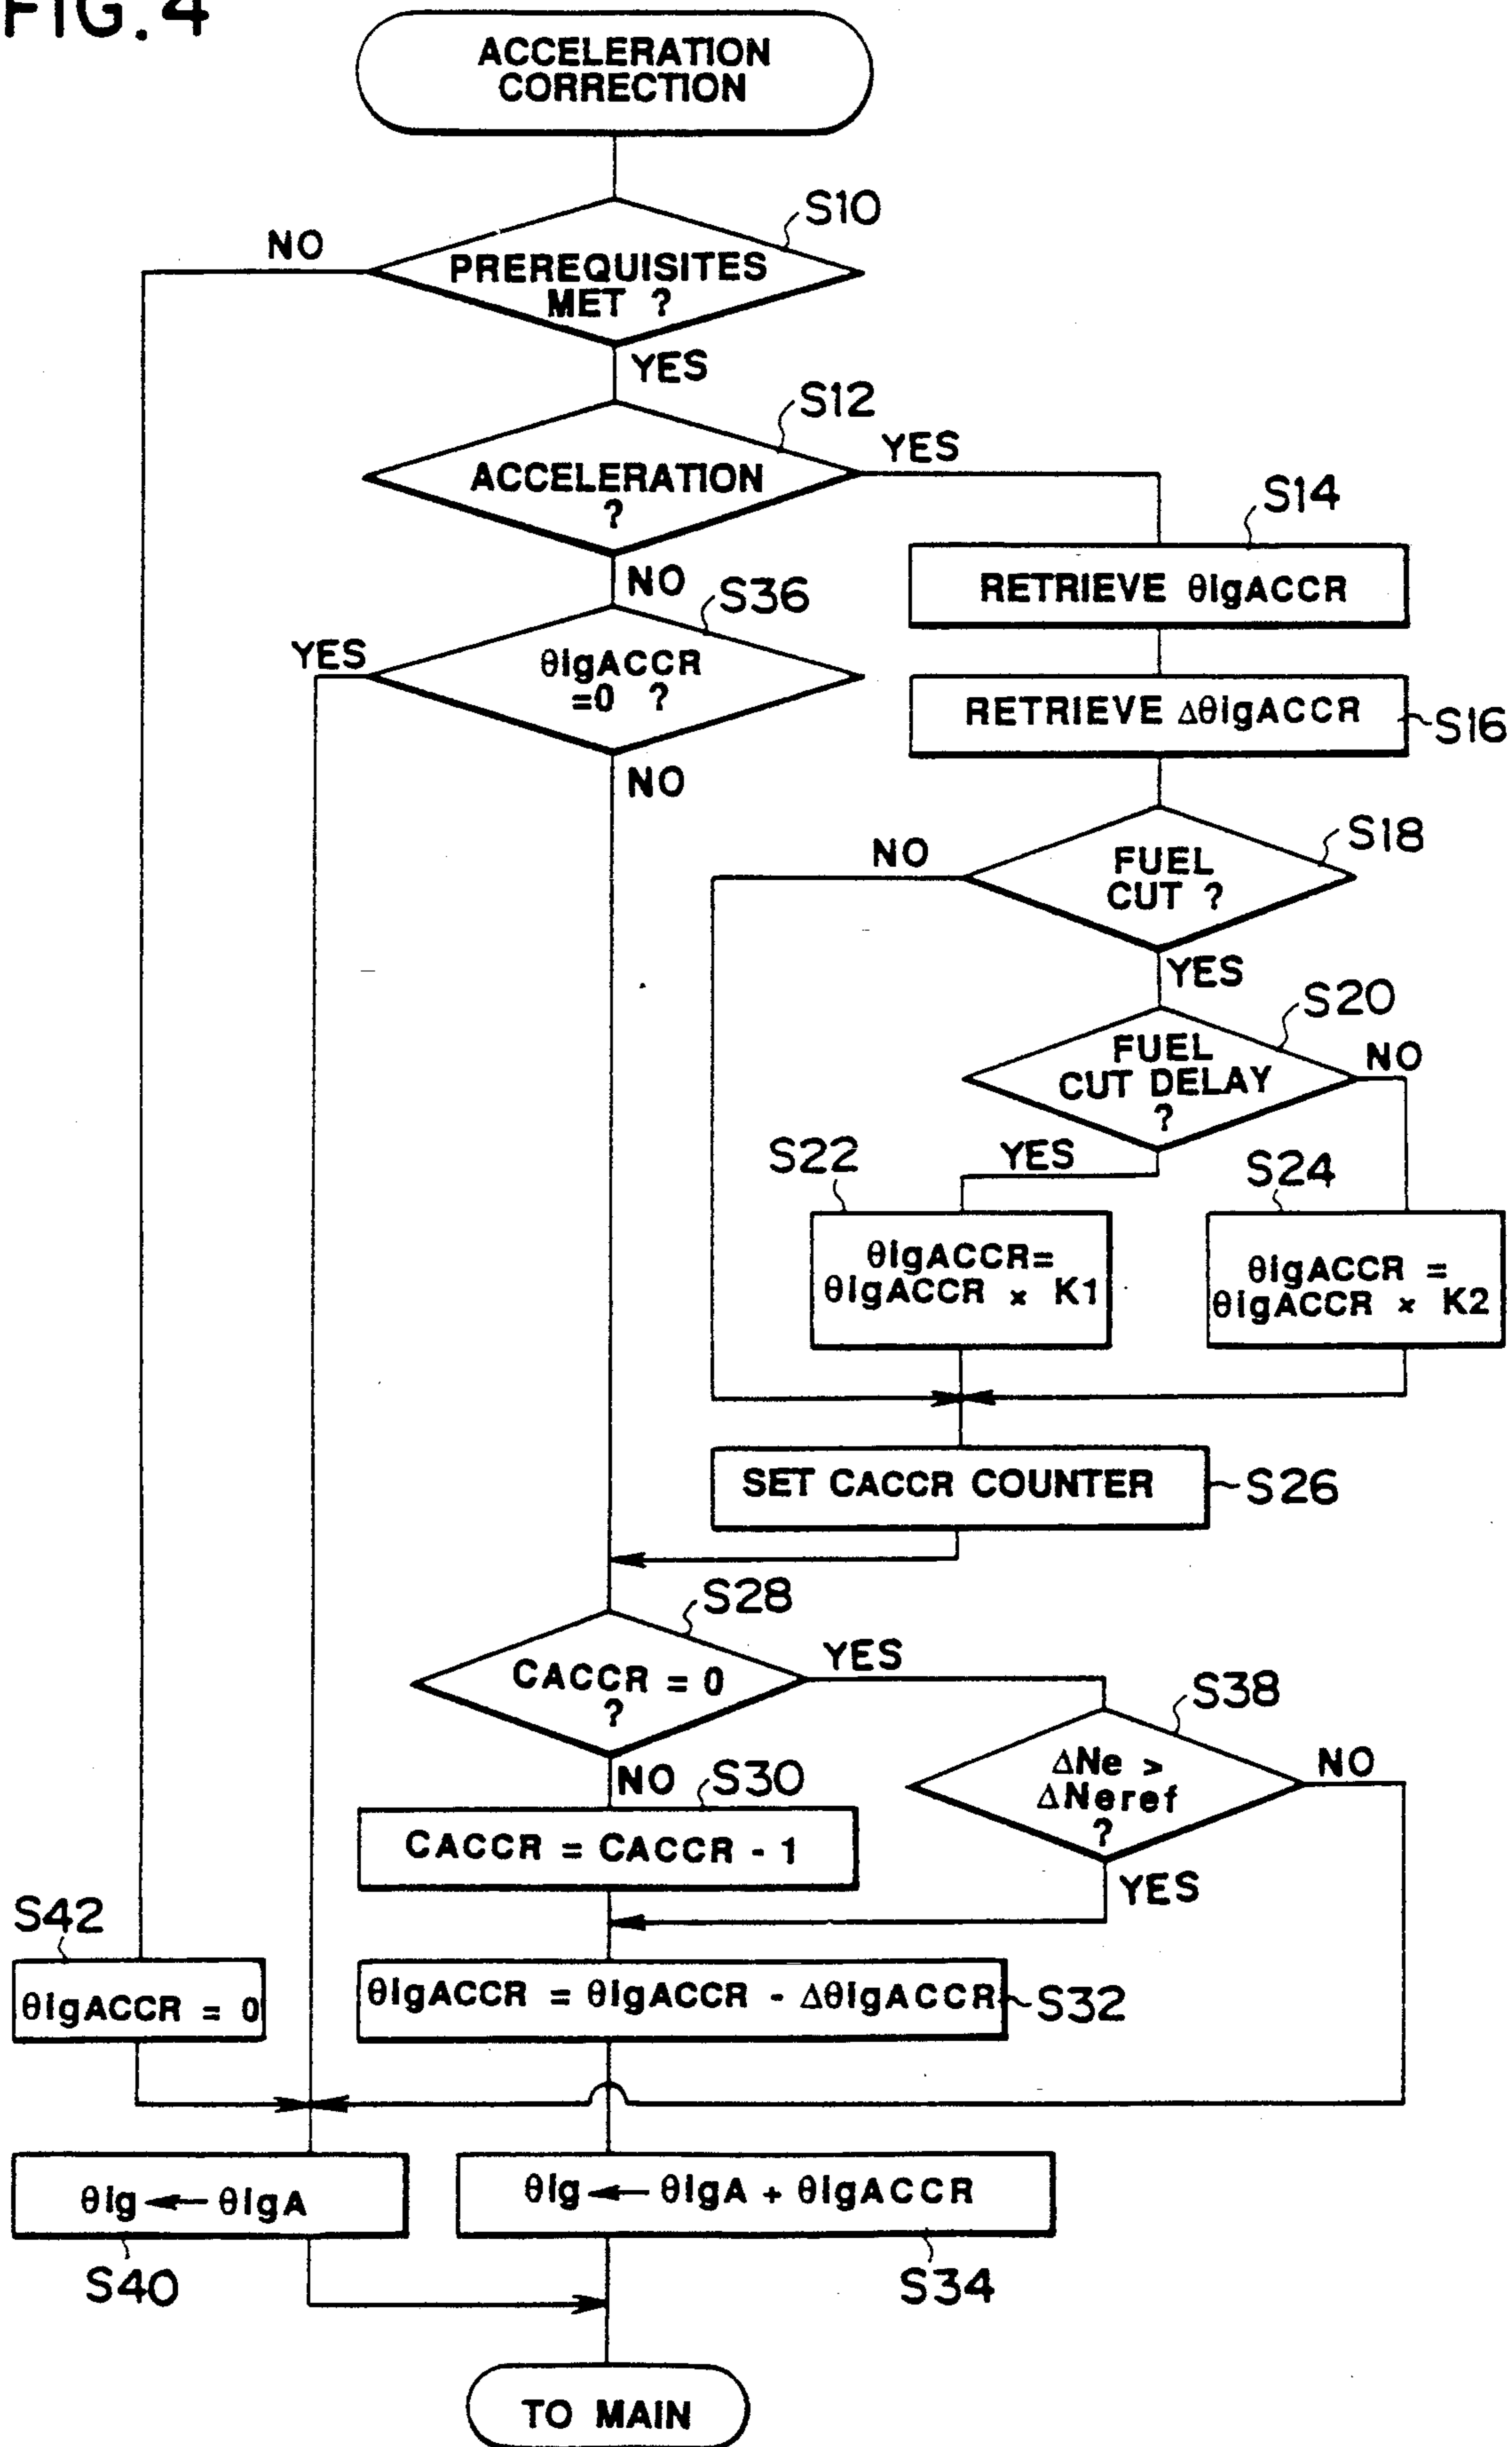 FIG. 4
ACCELERATION
CORRECTION
S10
NO
PREREQUISITES
MET ?
YES
S12
YES
ACCELERATION
?
S14
NO
S36
RETRIEVE θigACCR
YES
θigACCR
=0 ?
RETRIEVE ΔθigACCR
S16
NO
S18
NO
FUEL
CUT ?
YES
S20
FUEL
CUT DELAY
?
NO
S22
YES
S24
θigACCR=
θigACCR × K1
θigACCR =
θigACCR × K2
SET CACCR COUNTER
S26
S28
YES
CACCR = 0
?
S38
NO
S30
ΔNe >
ΔNeref
?
NO
CACCR = CACCR - 1
YES
S42
θigACCR = 0
θigACCR = θigACCR - ΔθigACCR
S32
θig ← θigA
θig ← θigA + θigACCR
S40
S34
TO MAIN